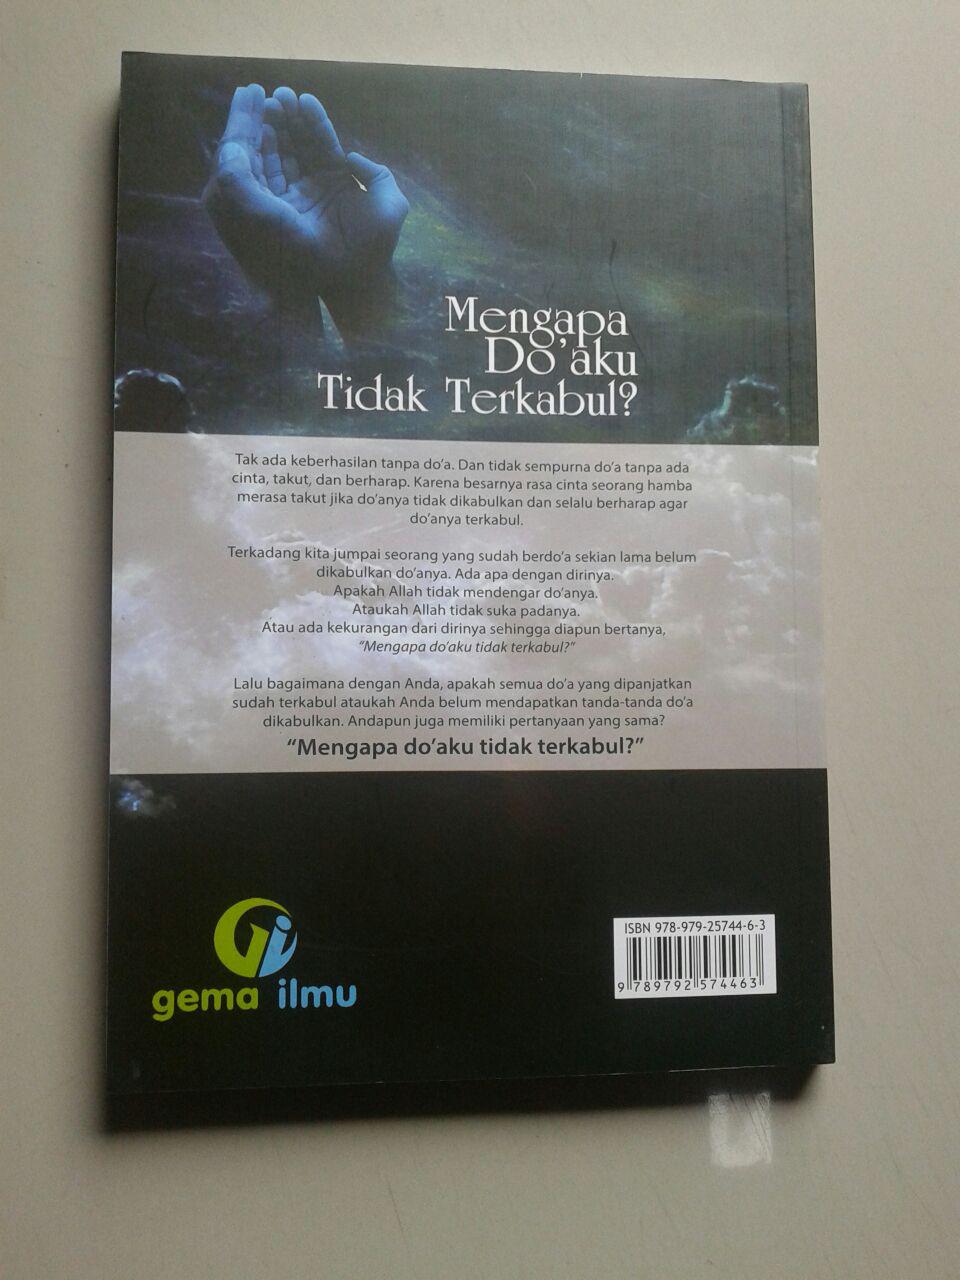 Mengapa
Do'aku
Tidak Terkabul?
Tak ada keberhasilan tanpa do'a. Dan tidak sempurna do'a tanpa ada
cinta, takut, dan berharap. Karena besarnya rasa cinta seorang hamba
merasa takut jika do'anya tidak dikabulkan dan selalu berharap agar
do'anya terkabul.
Terkadang kita jumpai seorang yang sudah berdo'a sekian lama belum
dikabulkan do'anya. Ada apa dengan dirinya.
Apakah Allah tidak mendengar do'anya.
Ataukah Allah tidak suka padanya.
Atau ada kekurangan dari dirinya sehingga diapun bertanya,
"Mengapa do'aku tidak terkabul?"
Lalu bagaimana dengan Anda, apakah semua do'a yang dipanjatkan
sudah terkabul ataukah Anda belum mendapatkan tanda-tanda do'a
dikabulkan. Andapun juga memiliki pertanyaan yang sama?
"Mengapa do'aku tidak terkabul?"
Gi
gema ilmu
ISBN 978-979-25744-6-3
9 789792 574463